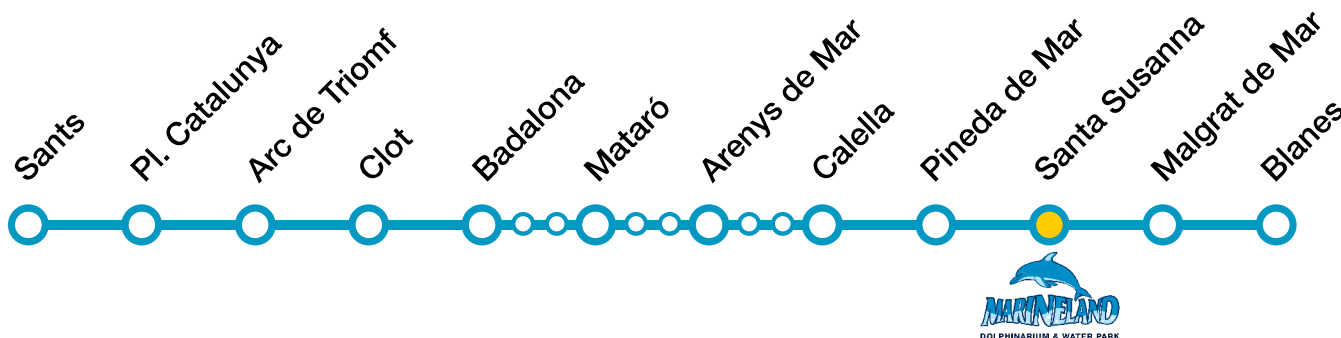 Sants
Pl. Catalunya
Arc de Triomf
Clot
Badalona
Mataró
Arenys de Mar
Calella
Pineda de Mar
Santa Susanna
Malgrat de Mar
Blanes
MARINELAND
DOLPHINARIUM & WATER PARK